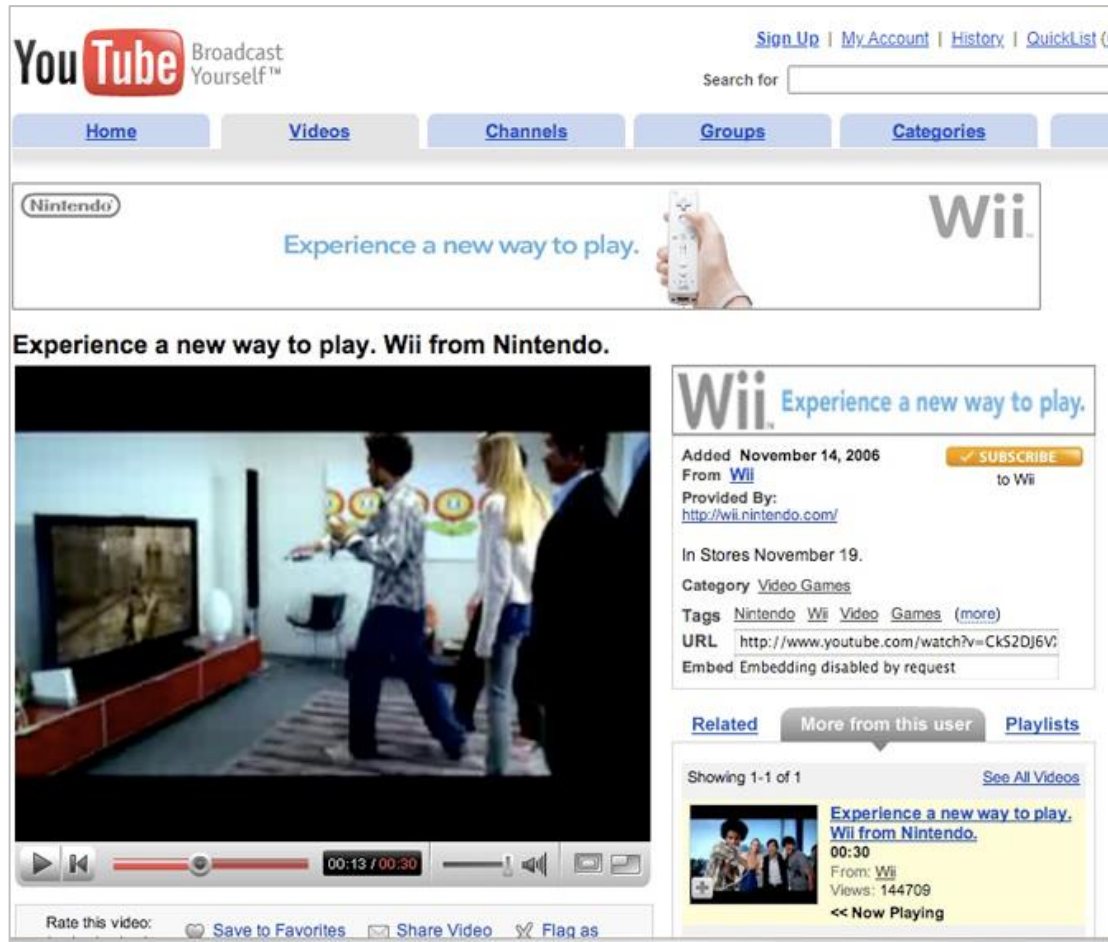 You Tube Broadcast Yourself™
Sign Up | My Account | History | QuickList (
Search for
Home Videos Channels Groups Categories
Nintendo
Experience a new way to play.
Wii
Experience a new way to play. Wii from Nintendo.
Wii Experience a new way to play.
Added November 14, 2006
SUBSCRIBE
From Wii
to Wii
Provided By:
http://wii.nintendo.com/
In Stores November 19.
Category Video Games
Tags Nintendo Wii Video Games (more)
URL http://www.youtube.com/watch?v=CkS2DJ6V
Embed Embedding disabled by request
Related More from this user Playlists
Showing 1-1 of 1 See All Videos
Experience a new way to play.
Wii from Nintendo.
00:30
From: Wii
Views: 144709
<< Now Playing
00:13 / 00:30
Rate this video:
Save to Favorites Share Video Flag as